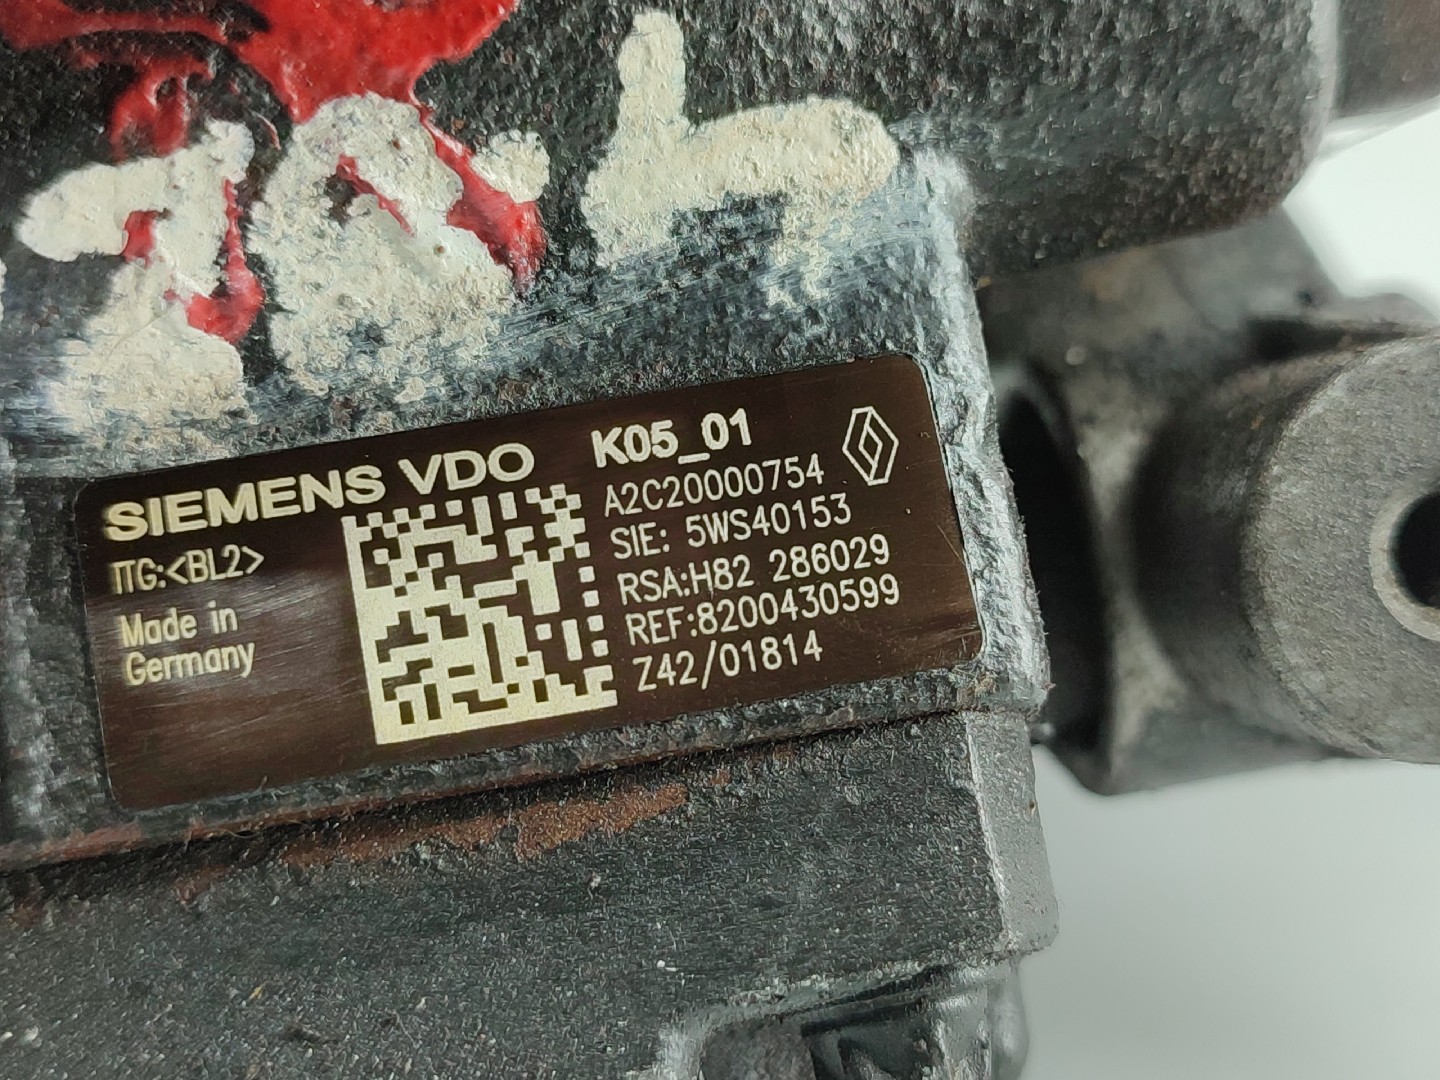 SIEMENS VDO
ITG:<BL2>
Made in
Germany
K05_01
A2C20000754
SIE: 5WS40153
RSA:H82 286029
REF:8200430599
Z42/01814